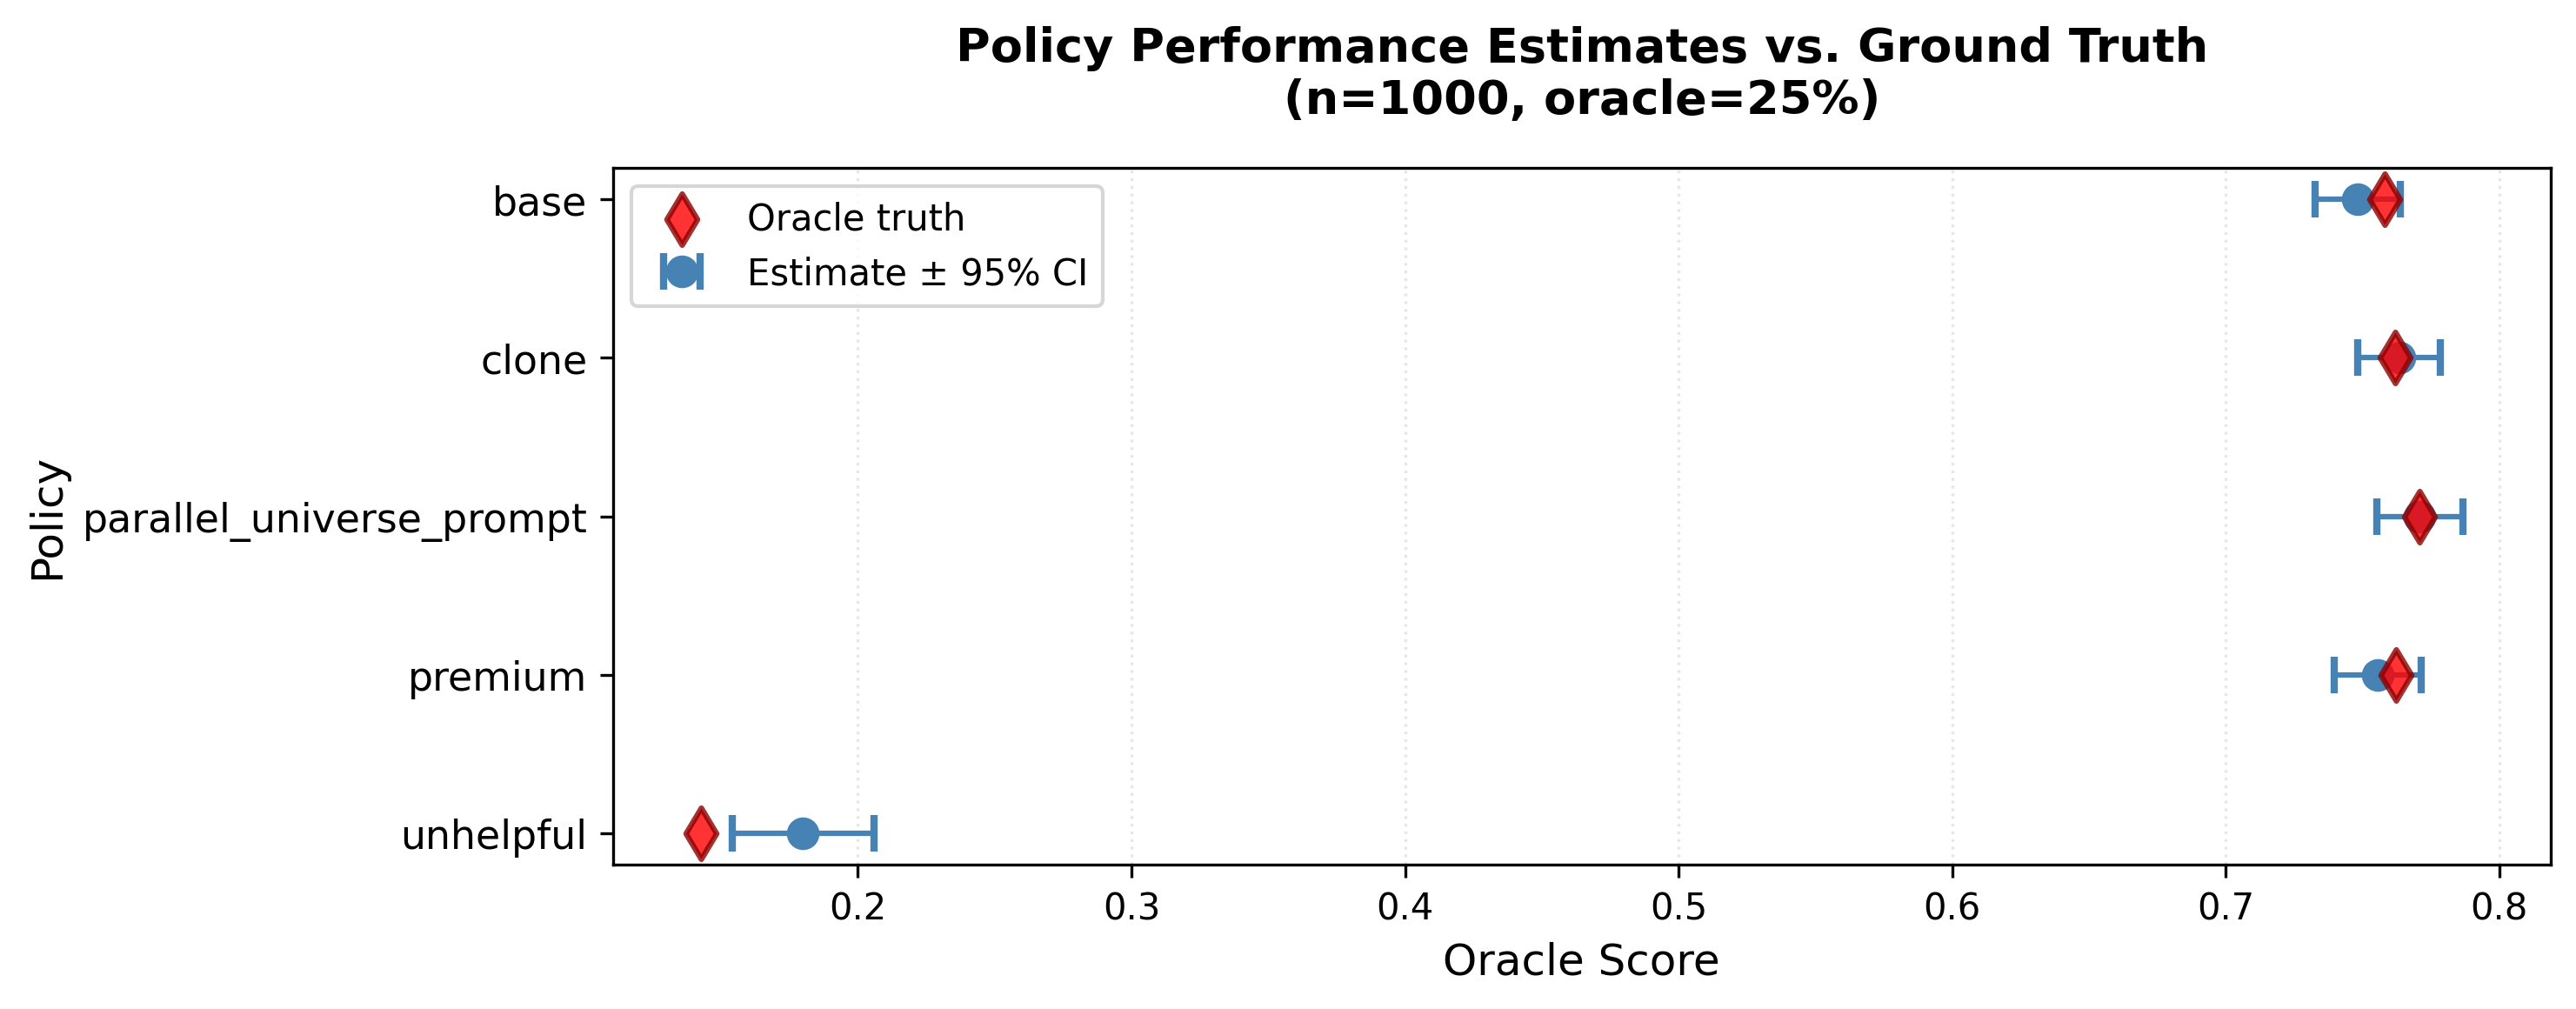 Policy Performance Estimates vs. Ground Truth
(n=1000, oracle=25%)
Oracle truth
Estimate ± 95% CI
Policy
base
clone
parallel_universe_prompt
premium
unhelpful
0.2 0.3 0.4 0.5 0.6 0.7 0.8
Oracle Score